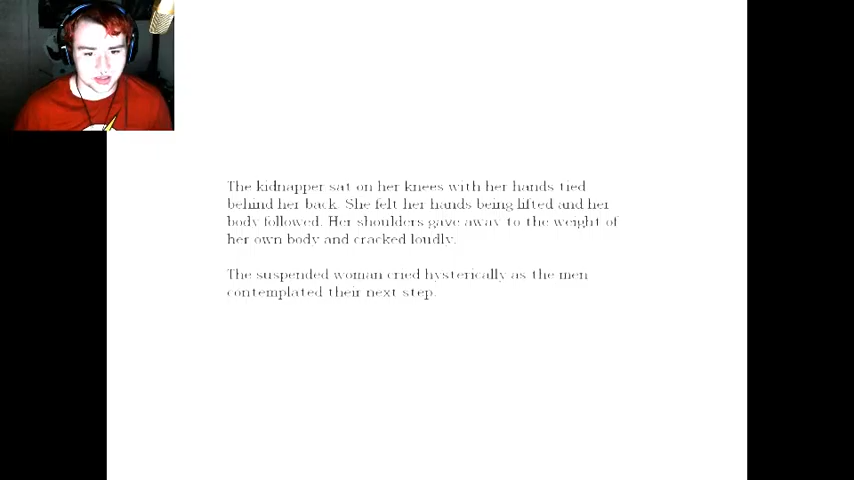 The kidnapper sat on her knees with her hands tied
behind her back. She felt her hands being lifted and her
body followed. Her shoulders gave away to the weight of
her own body and cracked loudly.
The suspended woman cried hysterically as the men
contemplated their next step.